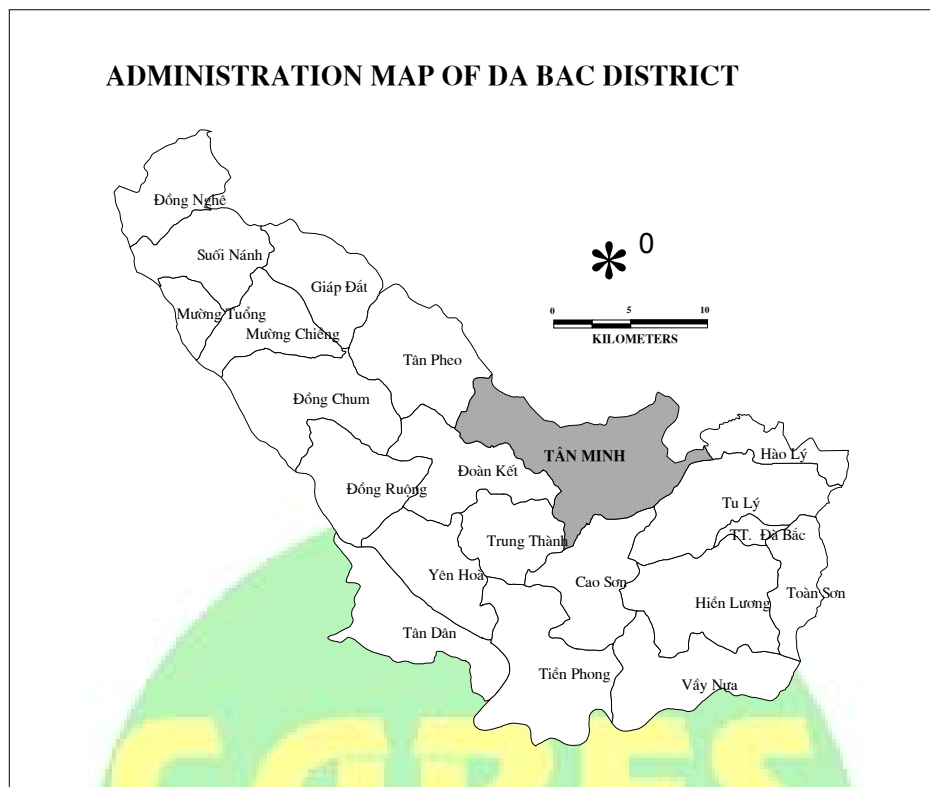 ADMINISTRATION MAP OF DA BAC DISTRICT
Đồng Nghê
Suối Nánh
0
Giáp Đắt
Mường Tuổng
Mường Chiềng
0 5 10
KILOMETERS
Tân Pheo
Đồng Chum
TÂN MINH
Hào Lý
Đoàn Kết
Đồng Ruộng
Tu Lý
TT. Đà Bắc
Trung Thành
Yên Hoà
Cao Sơn
Toàn Sơn
Hiền Lương
Tân Dân
Tiền Phong
Vầy Nưa
CORES